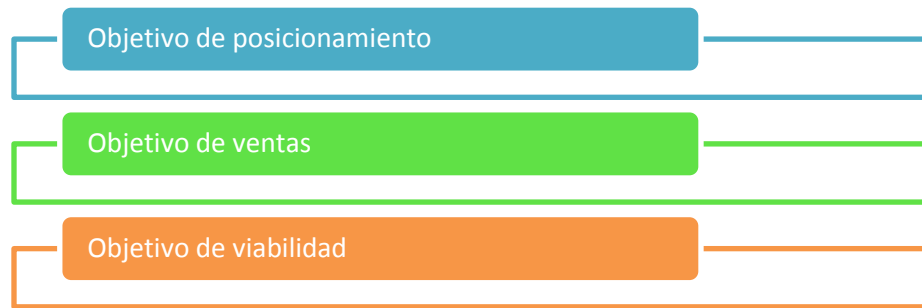 Objetivo de posicionamiento
Objetivo de ventas
Objetivo de viabilidad